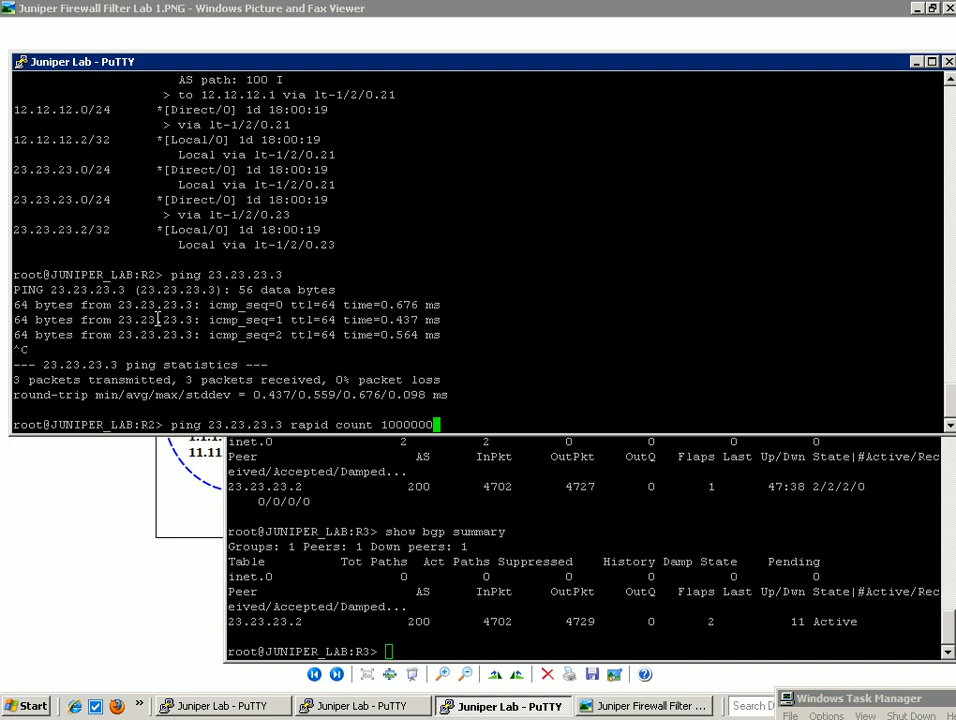 Juniper Firewall Filter Lab 1.PNG - Windows Picture and Fax Viewer
Juniper Lab - PuTTY
AS path: 100 I
> to 12.12.12.1 via lt-1/2/0.21
12.12.12.0/24 *[Direct/0] 1d 18:00:19
> via lt-1/2/0.21
12.12.12.2/32 *[Local/0] 1d 18:00:19
Local via lt-1/2/0.21
23.23.23.0/24 *[Direct/0] 1d 18:00:19
Local via lt-1/2/0.21
23.23.23.0/24 *[Direct/0] 1d 18:00:19
> via lt-1/2/0.23
23.23.23.2/32 *[Local/0] 1d 18:00:19
Local via lt-1/2/0.23
root@JUNIPER_LAB:R2> ping 23.23.23.3
PING 23.23.23.3 (23.23.23.3): 56 data bytes
64 bytes from 23.23.23.3: icmp_seq=0 ttl=64 time=0.676 ms
64 bytes from 23.23.23.3: icmp_seq=1 ttl=64 time=0.437 ms
64 bytes from 23.23.23.3: icmp_seq=2 ttl=64 time=0.564 ms
^C
--- 23.23.23.3 ping statistics ---
3 packets transmitted, 3 packets received, 0% packet loss
round-trip min/avg/max/stddev = 0.437/0.559/0.676/0.098 ms
root@JUNIPER_LAB:R2> ping 23.23.23.3 rapid count 1000000
11.11
inet.0 2 2 0 0 0 0
Peer AS InPkt OutPkt OutQ Flaps Last Up/Dwn State|#Active/Rec
eived/Accepted/Damped...
23.23.23.2 200 4702 4727 0 1 47:38 2/2/2/0
0/0/0/0
root@JUNIPER_LAB:R3> show bgp summary
Groups: 1 Peers: 1 Down peers: 1
Table Tot Paths Act Paths Suppressed History Damp State Pending
inet.0 0 0 0 0 0 0
Peer AS InPkt OutPkt OutQ Flaps Last Up/Dwn State|#Active/Rec
eived/Accepted/Damped...
23.23.23.2 200 4702 4729 0 2 11 Active
root@JUNIPER_LAB:R3>
Start » Juniper Lab - PuTTY Juniper Lab - PuTTY Juniper Lab - PuTTY Juniper Firewall Filter ... Search Des
Windows Task Manager
File Options View Shut Down